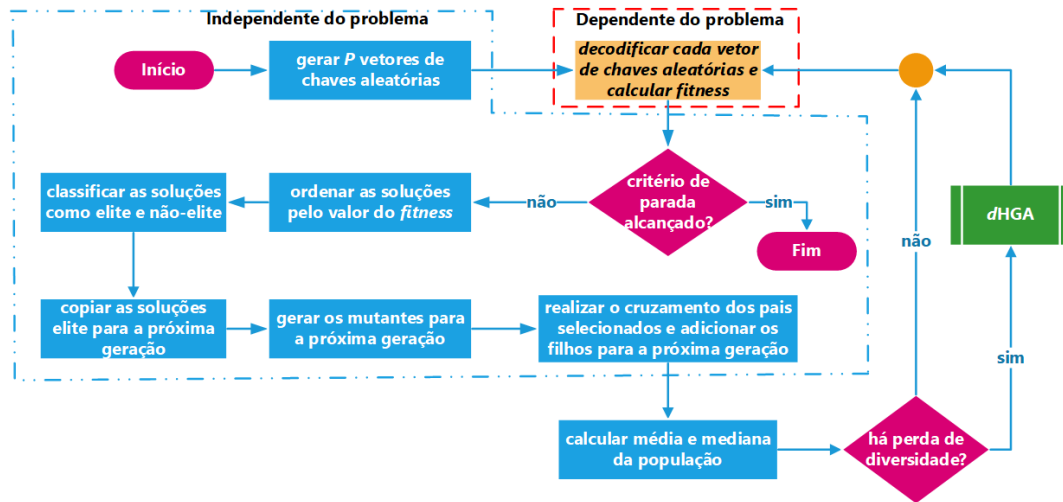 Independente do problema
Dependente do problema
Início
gerar P vetores de
chaves aleatórias
decodificar cada vetor
de chaves aleatórias e
calcular fitness
classificar as soluções
como elite e não-elite
ordenar as soluções
pelo valor do fitness
não
critério de
parada
alcançado?
sim
Fim
não
dHGA
copiar as soluções
elite para a próxima
geração
gerar os mutantes para
a próxima geração
realizar o cruzamento dos pais
selecionados e adicionar os
filhos para a próxima geração
sim
calcular média e mediana
da população
há perda de
diversidade?